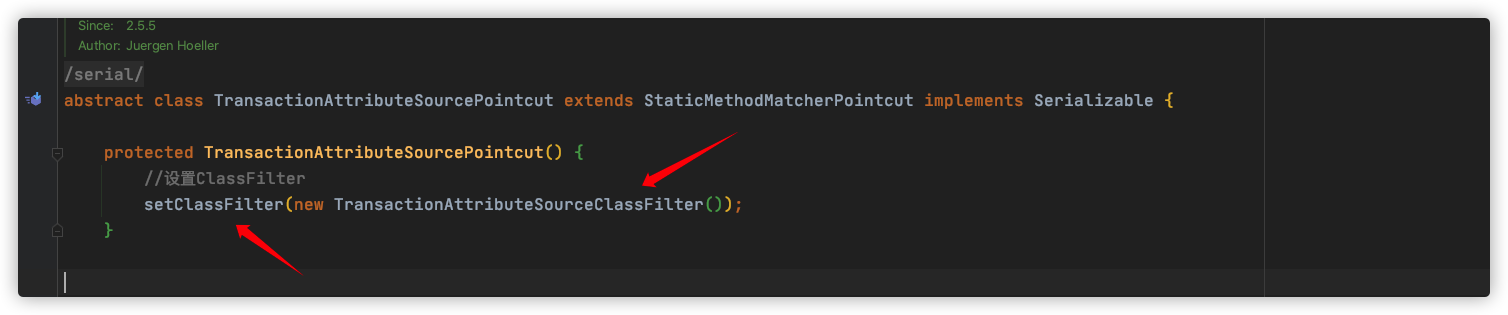 Since: 2.5.5
Author: Juergen Hoeller
/serial/
abstract class TransactionAttributeSourcePointcut extends StaticMethodMatcherPointcut implements Serializable {
protected TransactionAttributeSourcePointcut() {
//设置ClassFilter
setClassFilter(new TransactionAttributeSourceClassFilter());
}